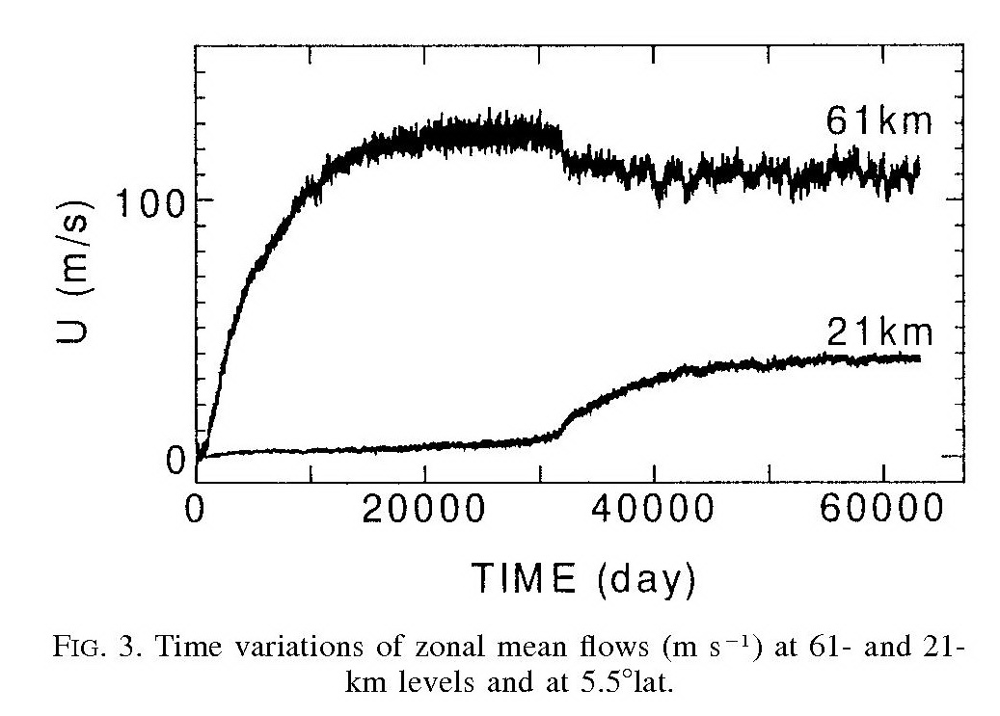 61km
100
U (m/s)
21km
0
0 20000 40000 60000
TIME (day)
FIG. 3. Time variations of zonal mean flows (m s⁻¹) at 61- and 21-
km levels and at 5.5°lat.